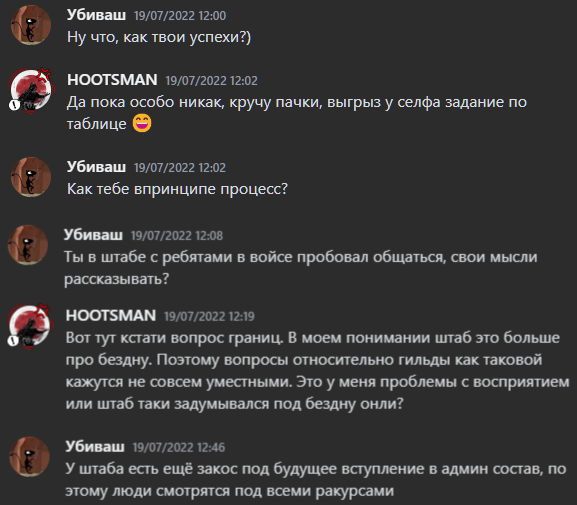 Убиваш 19/07/2022 12:00
Ну что, как твои успехи?)
HOOTSMAN 19/07/2022 12:02
Да пока особо никак, кручу пачки, выгрыз у селфа задание по
таблице 😄
Убиваш 19/07/2022 12:02
Как тебе впринципе процесс?
Убиваш 19/07/2022 12:08
Ты в штабе с ребятами в войсе пробовал общаться, свои мысли
рассказывать?
HOOTSMAN 19/07/2022 12:19
Вот тут кстати вопрос границ. В моем понимании штаб это больше
про бездну. Поэтому вопросы относительно гильды как таковой
кажутся не совсем уместными. Это у меня проблемы с восприятием
или штаб таки задумывался под бездну онли?
Убиваш 19/07/2022 12:46
У штаба есть ещё закос под будущее вступление в админ состав, по
этому люди смотрятся под всеми ракурсами